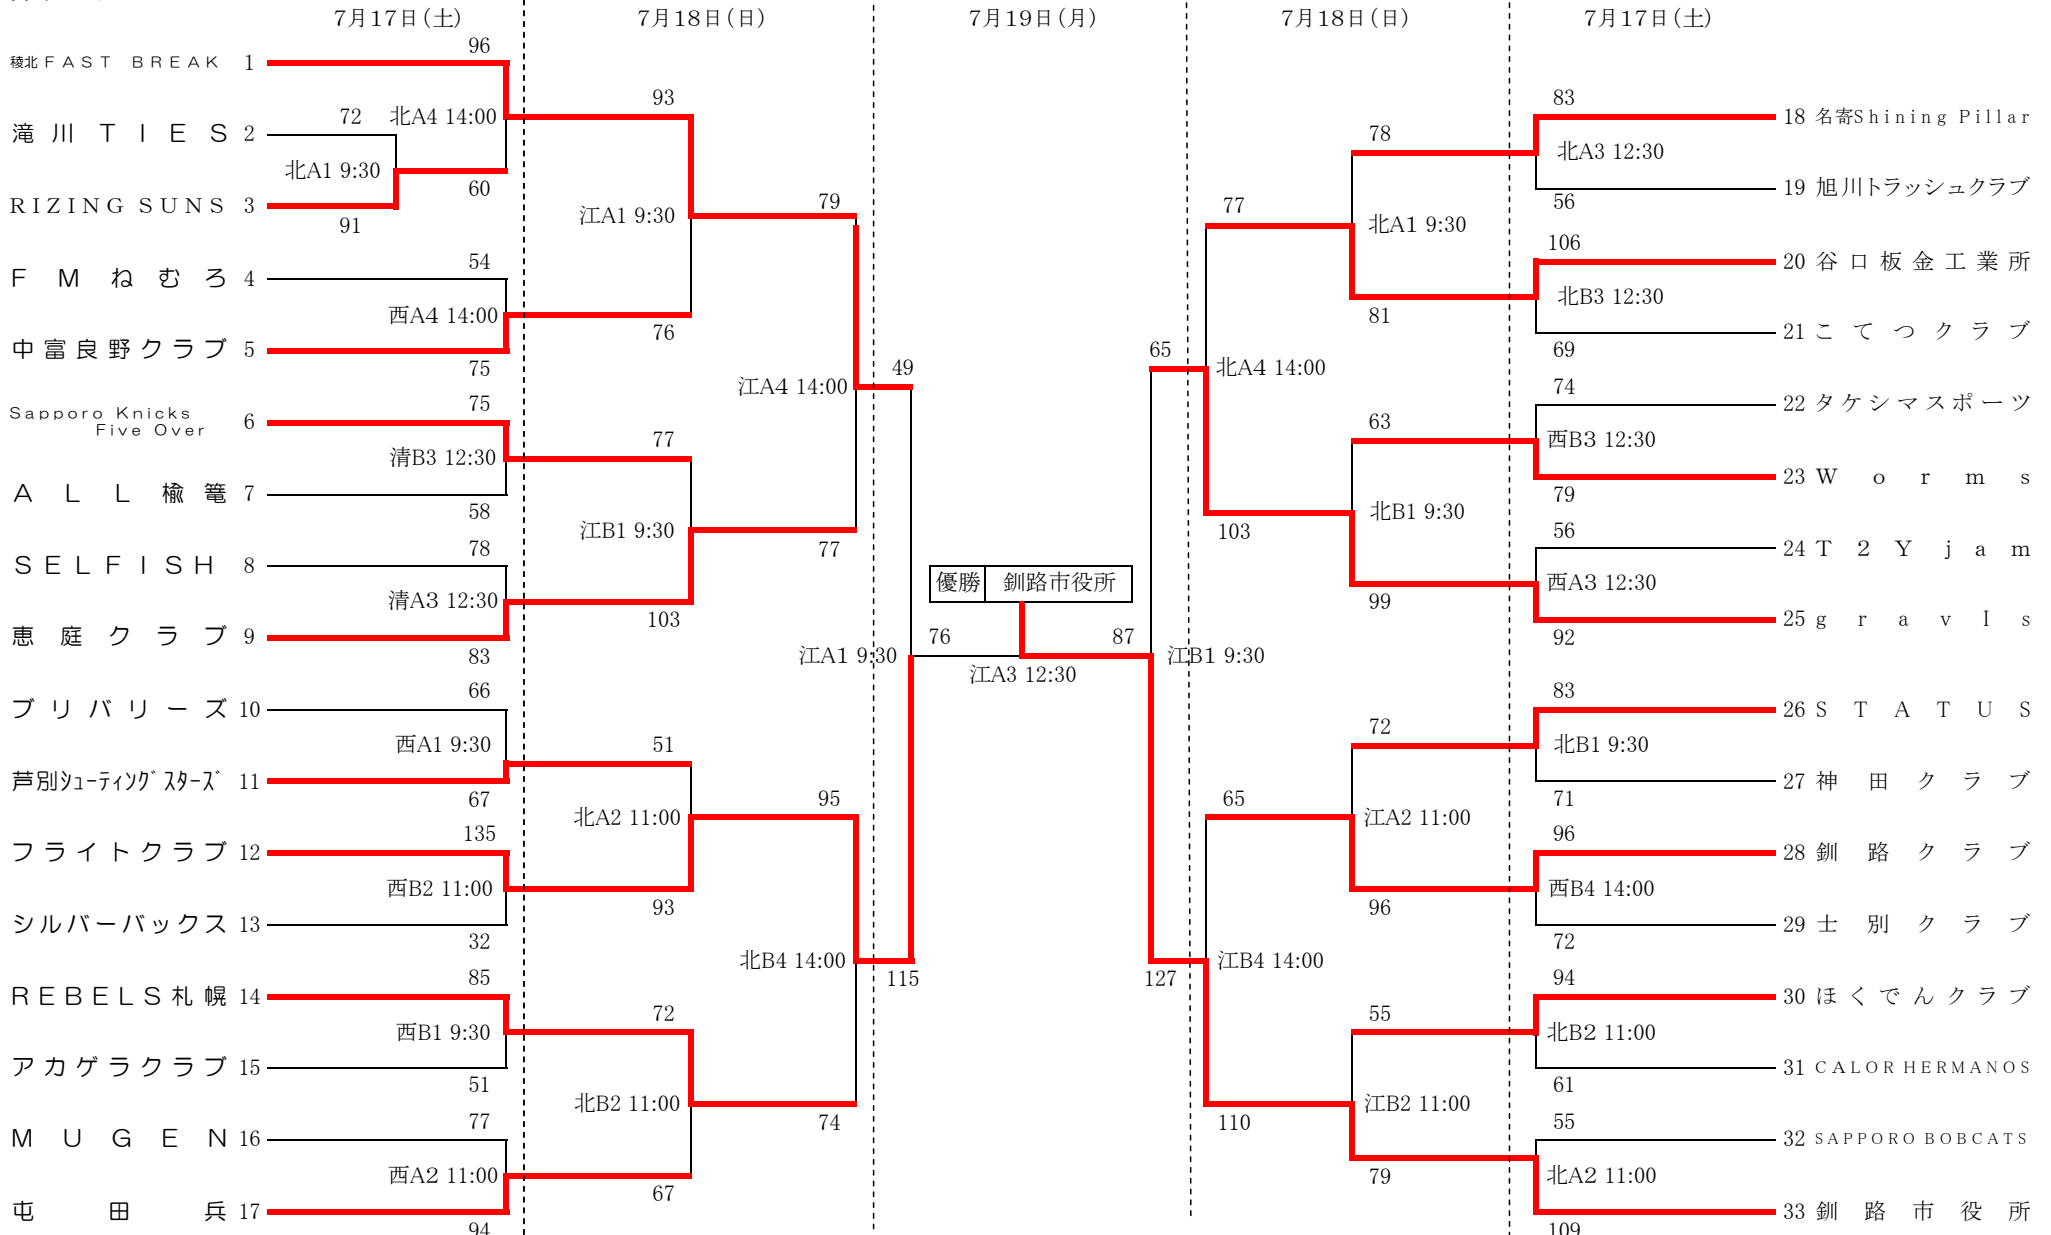 7月17日(土) 7月18日(日) 7月19日(月) 7月18日(日) 7月17日(土)
96
稜北FAST BREAK 1
93 83
72 北A4 14:00 18 名寄Shining Pillar
滝川TIES 2 78
北A3 12:30
北A1 9:30
60 19 旭川トラッシュクラブ
RIZING SUNS 3 79 77 56
91 江A1 9:30 北A1 9:30
106
54 20 谷口板金工業所
FMねむろ 4
北B3 12:30
西A4 14:00 81
76 21 こてつクラブ
中富良野クラブ 5 65 69
75 49 北A4 14:00
江A4 14:00 74
75 22 タケシマスポーツ
Sapporo Knicks
Five Over 6
77 63
清B3 12:30 西B3 12:30
23 Worms
ALL楡篭 7 79
58 北B1 9:30
江B1 9:30 103 56
78 77 24 T2Yjam
SELFISH 8
優勝 釧路市役所 西A3 12:30
清A3 12:30 99
103 25 gravIs
恵庭クラブ 9 76 87 92
83 江A1 9:30 江B1 9:30
江A3 12:30
66 83
ブリバリーズ 10 26 STATUS
72
西A1 9:30 51 北B1 9:30
芦別ｼｭｰﾃｨﾝｸﾞｽﾀｰｽﾞ 11 27 神田クラブ
67 95 65 71
北A2 11:00 江A2 11:00
135 96
フライトクラブ 12 28 釧路クラブ
西B2 11:00 西B4 14:00
93 96
シルバーバックス 13 29 士別クラブ
32 72
北B4 14:00 江B4 14:00
85 115 127 94
REBELS札幌 14 30 ほくでんクラブ
72 55
西B1 9:30 北B2 11:00
アカゲラクラブ 15 31 CALOR HERMANOS
51 61
北B2 11:00 江B2 11:00
77 74 110 55
MUGEN 16 32 SAPPORO BOBCATS
西A2 11:00 北A2 11:00
67 79
屯田兵 17 33 釧路市役所
94 109